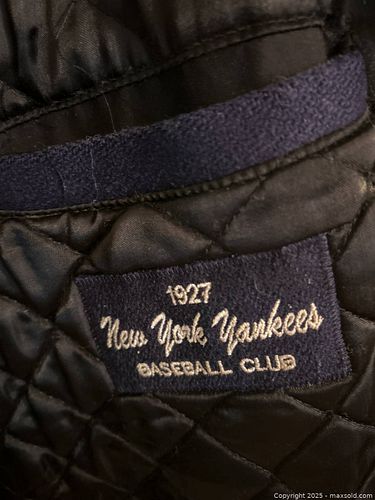 1927
New York Yankees
BASEBALL CLUB
Copyright 2025 - maxsold.com